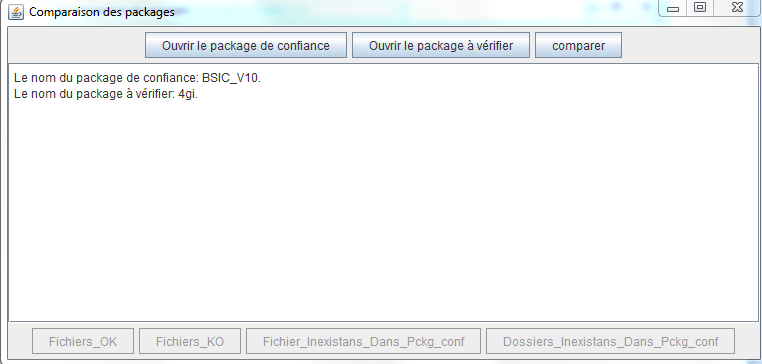 Comparaison des packages
Ouvrir le package de confiance Ouvrir le package à vérifier comparer
Le nom du package de confiance: BSIC_V10.
Le nom du package à vérifier: 4gi.
Fichiers_OK Fichiers_KO Fichier_Inexistans_Dans_Pckg_conf Dossiers_Inexistans_Dans_Pckg_conf